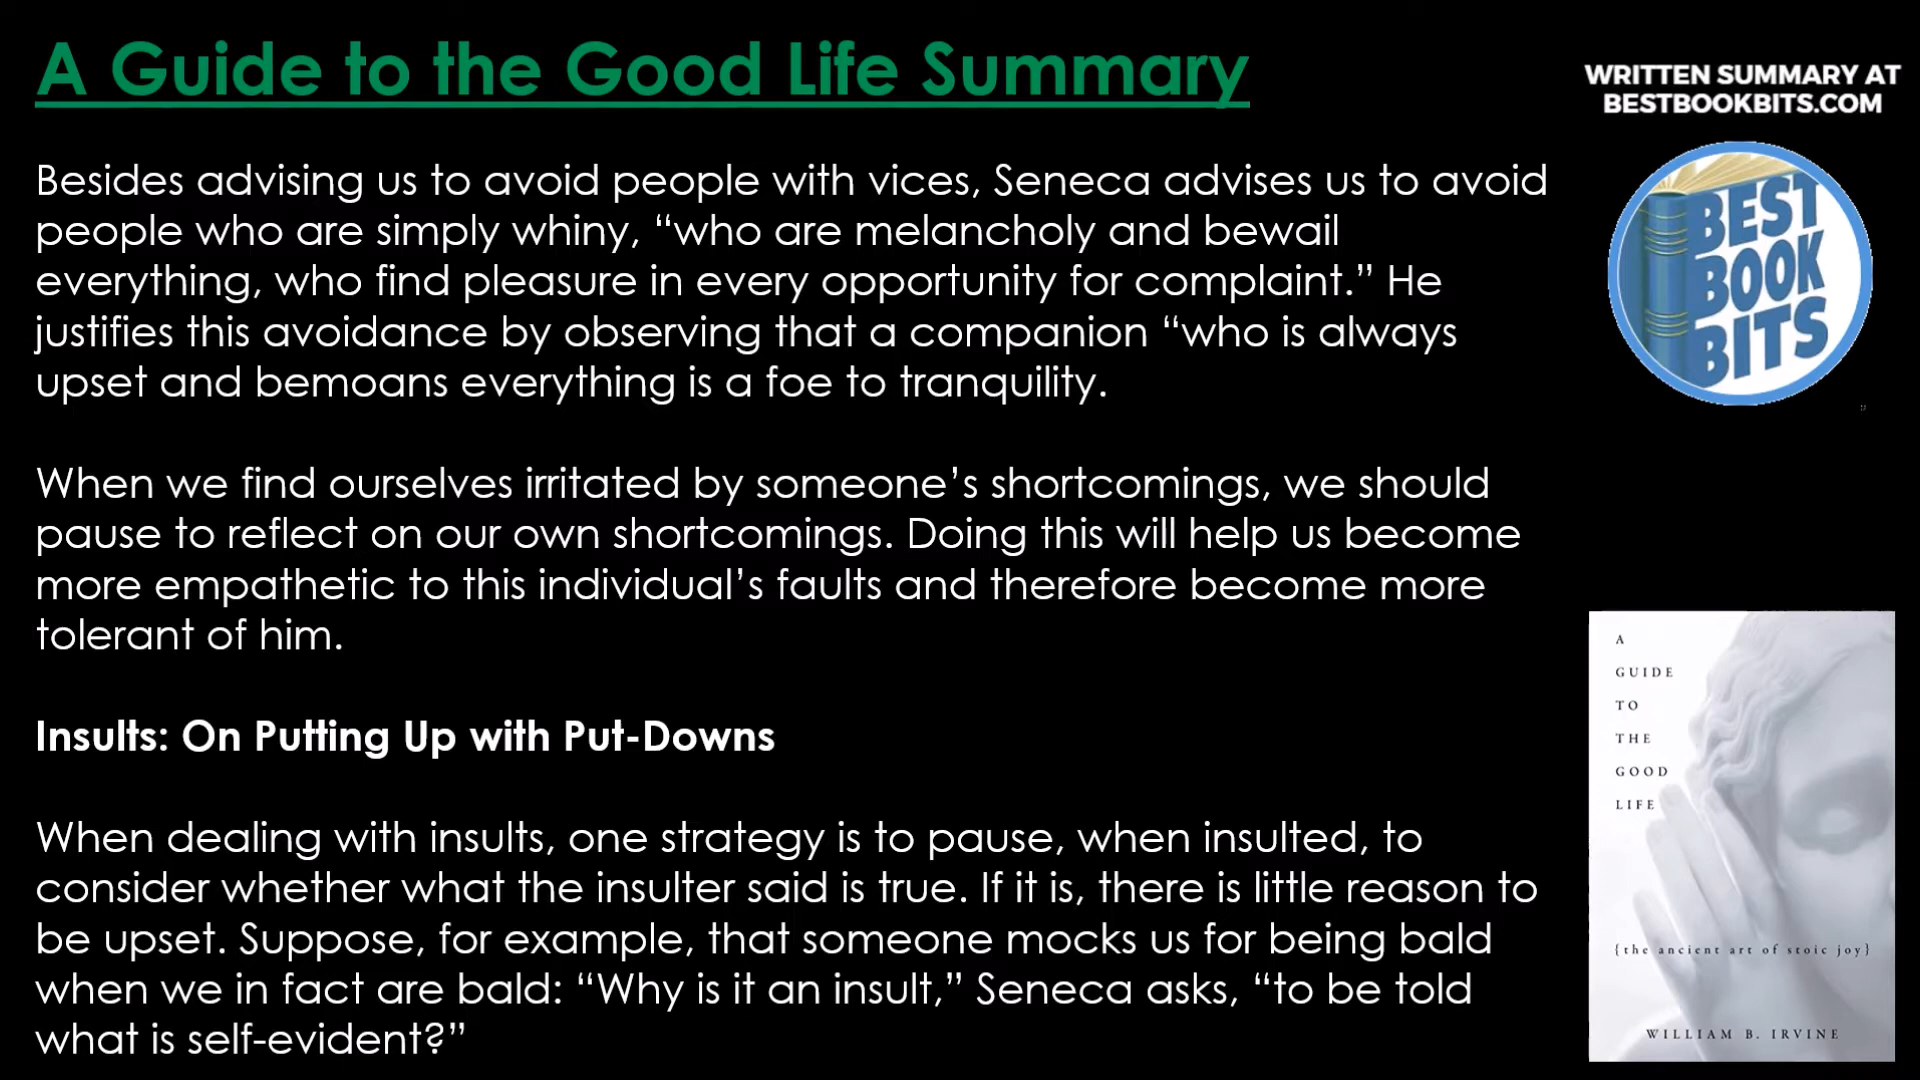 A Guide to the Good Life Summary
WRITTEN SUMMARY AT
BESTBOOKBITS.COM
Besides advising us to avoid people with vices, Seneca advises us to avoid
people who are simply whiny, “who are melancholy and bewail
everything, who find pleasure in every opportunity for complaint.” He
justifies this avoidance by observing that a companion “who is always
upset and bemoans everything is a foe to tranquility.
BEST
BOOK
BITS
When we find ourselves irritated by someone’s shortcomings, we should
pause to reflect on our own shortcomings. Doing this will help us become
more empathetic to this individual’s faults and therefore become more
tolerant of him.
Insults: On Putting Up with Put-Downs
When dealing with insults, one strategy is to pause, when insulted, to
consider whether what the insulter said is true. If it is, there is little reason to
be upset. Suppose, for example, that someone mocks us for being bald
when we in fact are bald: “Why is it an insult,” Seneca asks, “to be told
what is self-evident?”
A
GUIDE
TO
THE
GOOD
LIFE
{the ancient art of stoic joy}
WILLIAM B. IRVINE